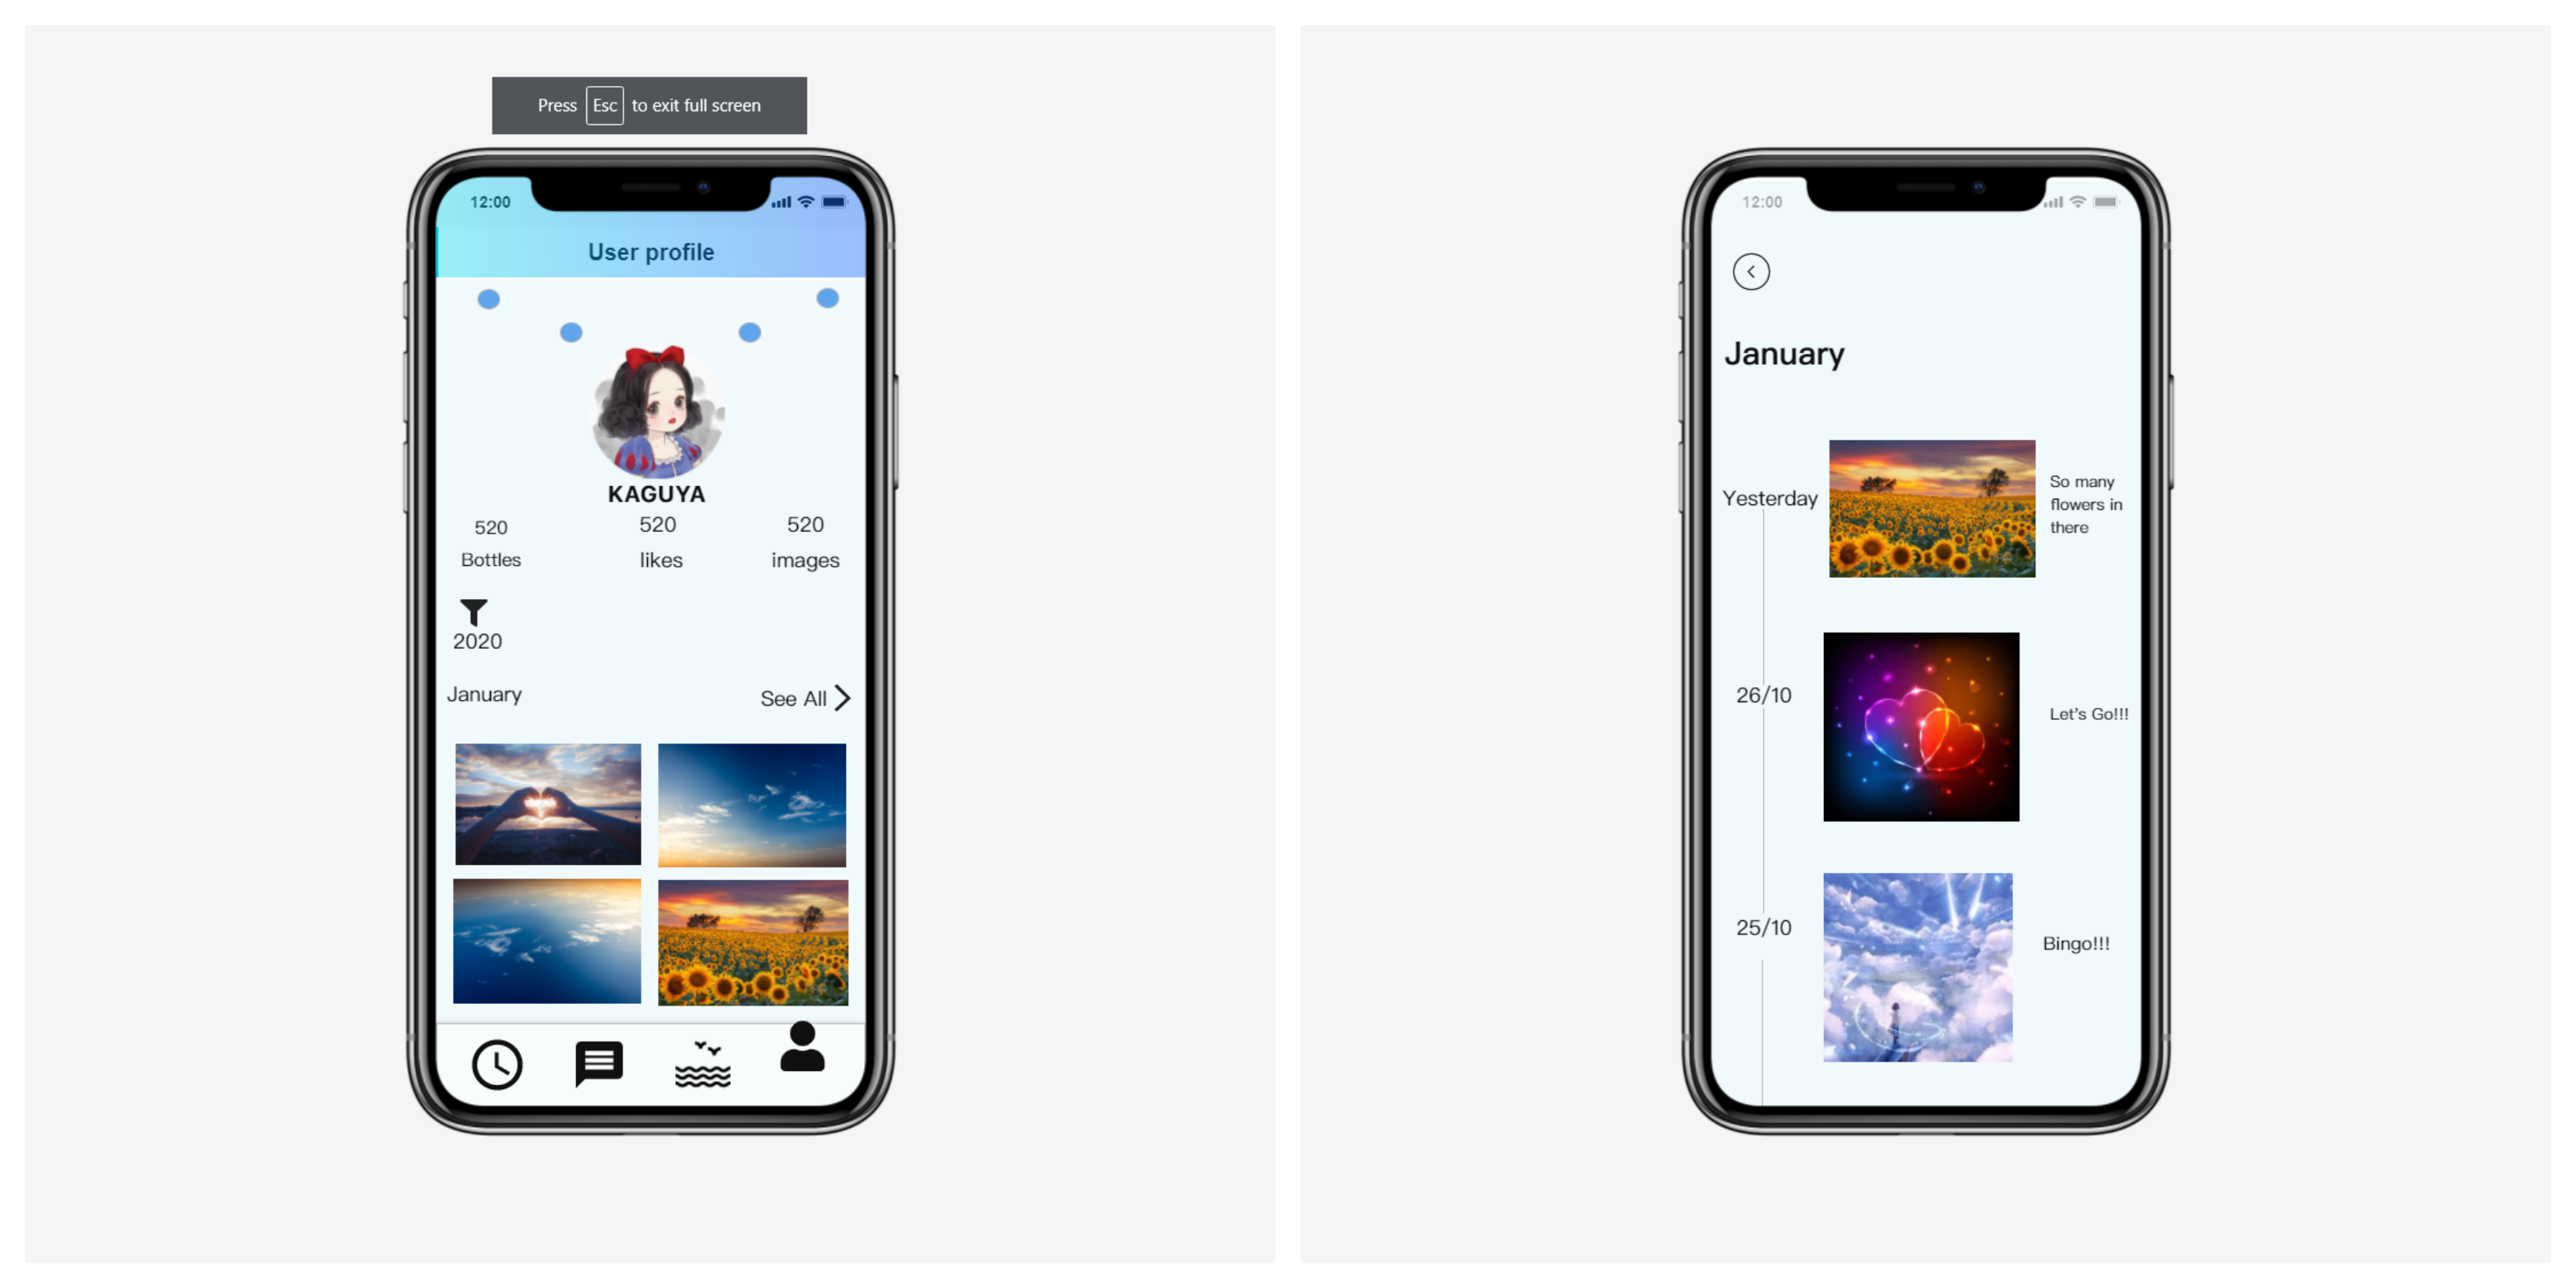 Press Esc to exit full screen
12:00
User profile
KAGUYA
520 520 520
Bottles likes images
2020
January See All
12:00
January
Yesterday
So many
flowers in
there
26/10
Let's Go!!!
25/10
Bingo!!!